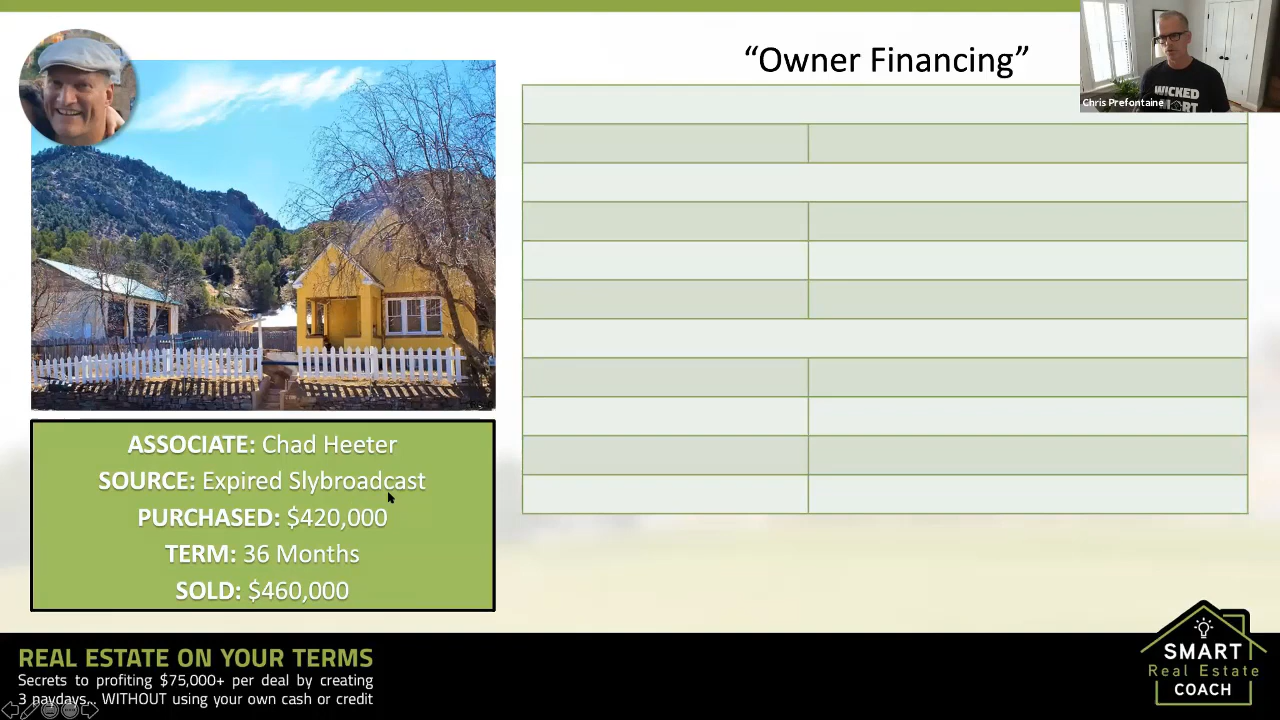 “Owner Financing”
WICKED
Chris Prefontaine
ASSOCIATE: Chad Heeter
SOURCE: Expired Slybroadcast
PURCHASED: $420,000
TERM: 36 Months
SOLD: $460,000
REAL ESTATE ON YOUR TERMS
Secrets to profiting $75,000+ per deal by creating
3 paydays... WITHOUT using your own cash or credit
SMART
Real Estate
COACH